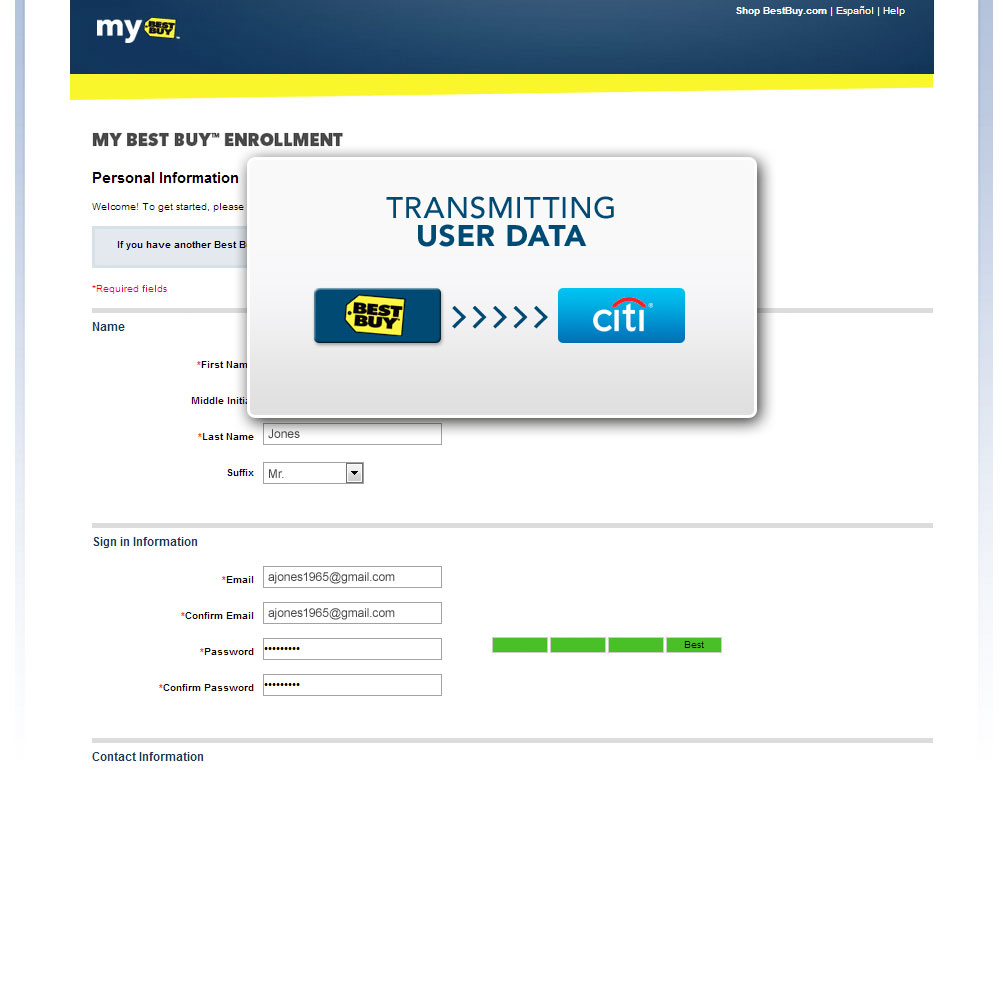 my BEST BUY™
Shop BestBuy.com | Español | Help
MY BEST BUY™ ENROLLMENT
Personal Information
Welcome! To get started, please
If you have another Best B
*Required fields
TRANSMITTING
USER DATA
BEST BUY
>>>>>
citi®
Name
*First Nam
Middle Initia
*Last Name Jones
Suffix Mr.
Sign in Information
*Email ajones1965@gmail.com
*Confirm Email ajones1965@gmail.com
*Password ••••••••• Best
*Confirm Password •••••••••
Contact Information